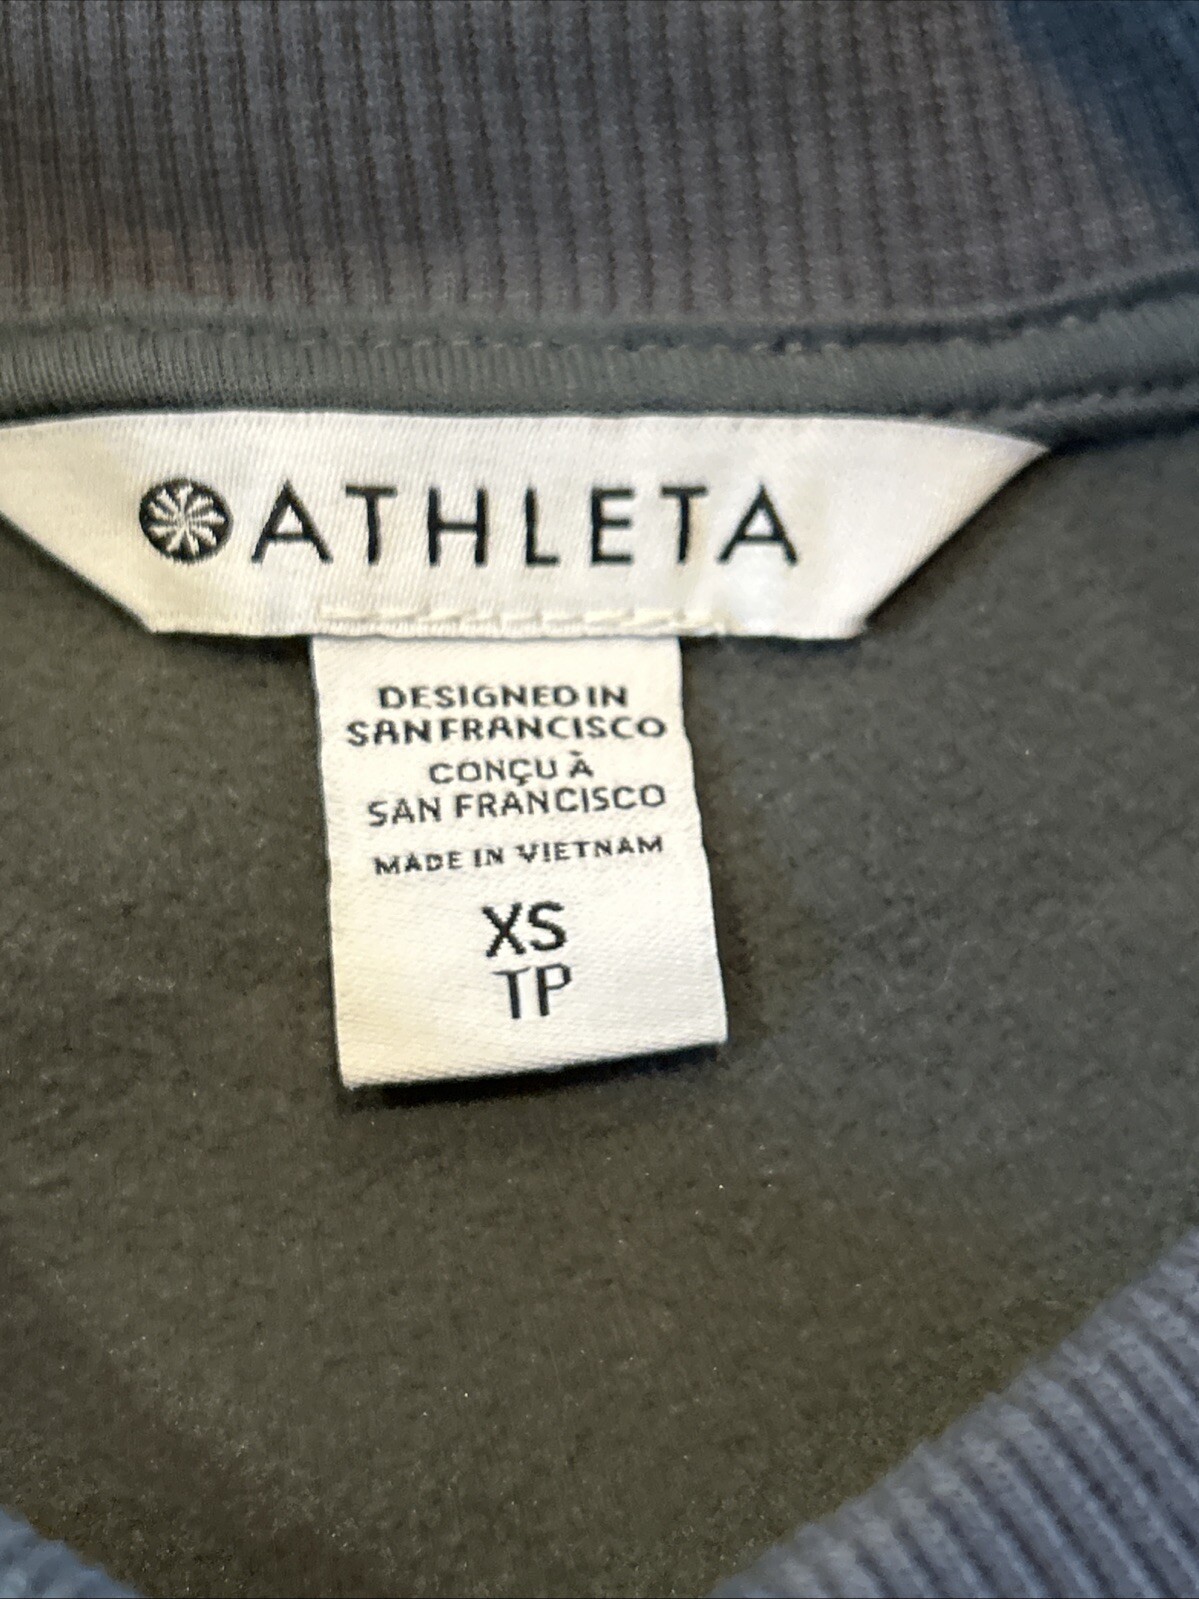 ATHLETA
DESIGNED IN
SAN FRANCISCO
CONÇU À
SAN FRANCISCO
MADE IN VIETNAM
XS
TP